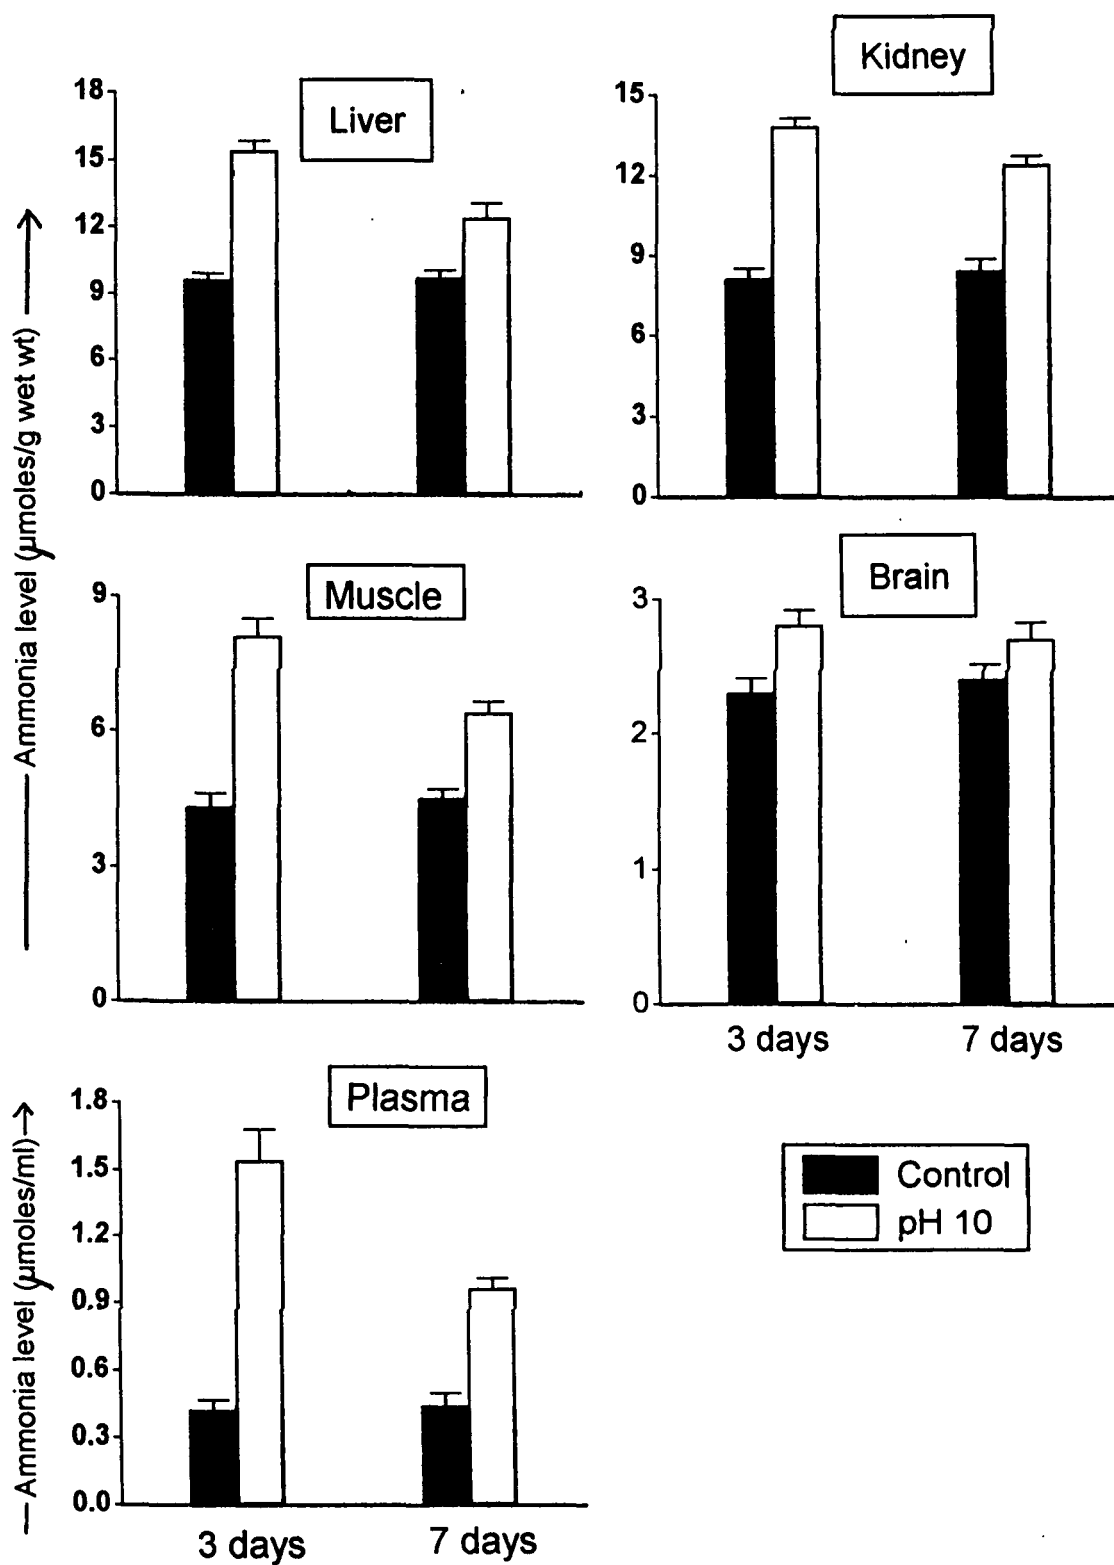 Liver
18
15
12
9
6
3
0
Kidney
15
12
9
6
3
0
Ammonia level (µmoles/g wet wt)
Muscle
9
6
3
0
Brain
3
2
1
0
3 days 7 days
Plasma
1.8
1.5
1.2
0.9
0.6
0.3
0.0
Ammonia level (µmoles/ml)
3 days 7 days
Control
pH 10